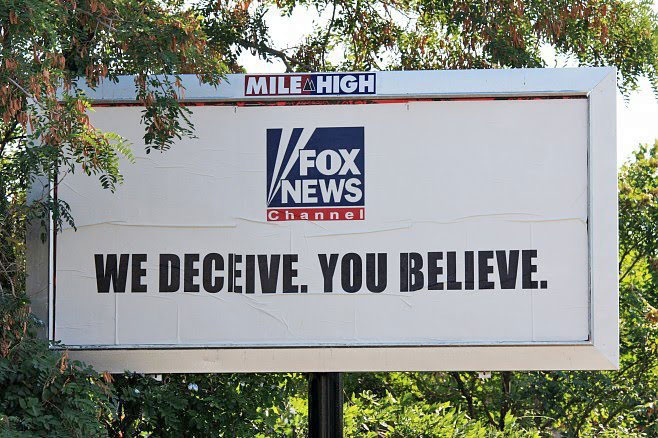 MILE HIGH
FOX
NEWS
Channel
WE DECEIVE. YOU BELIEVE.